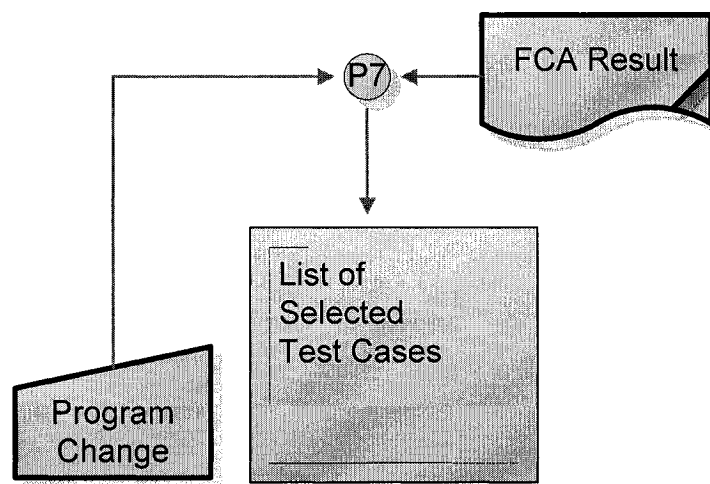 P7
FCA Result
List of
Selected
Test Cases
Program
Change